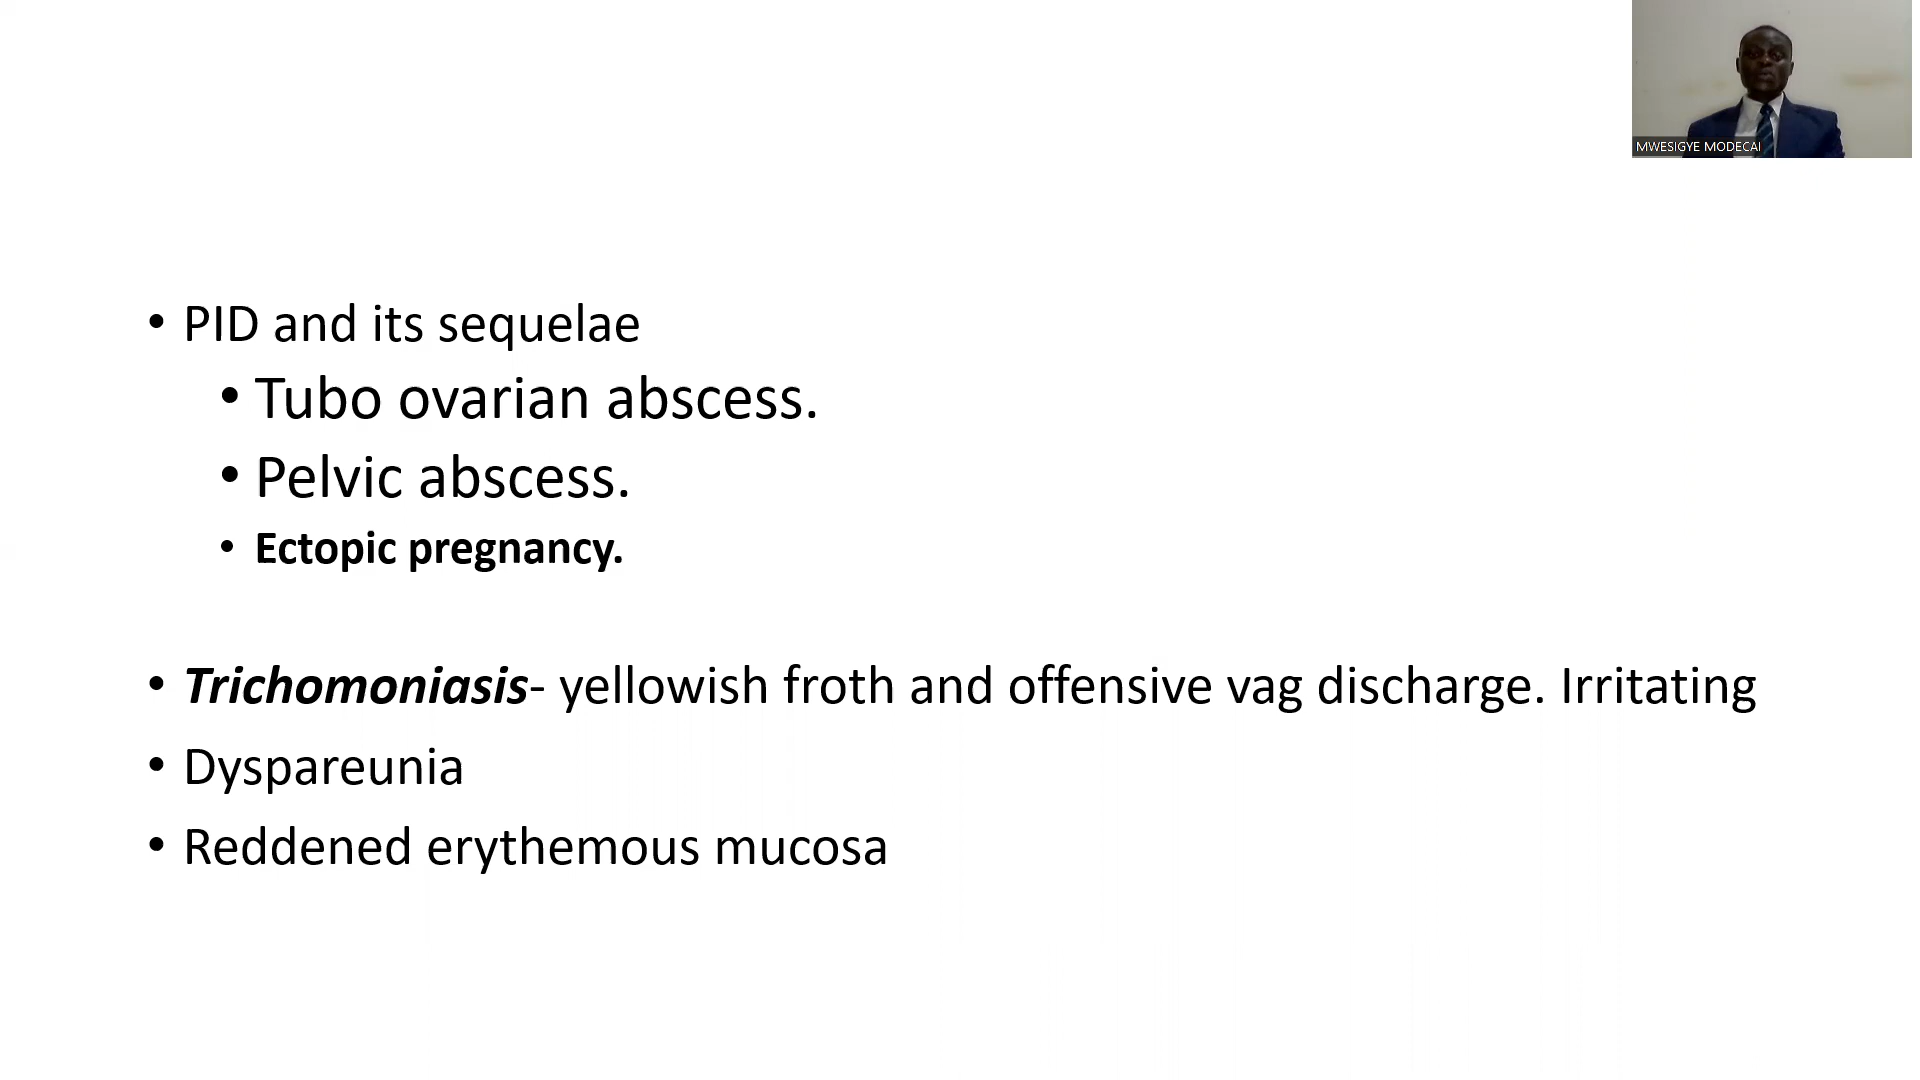 MWESIGYE MODECAI
• PID and its sequelae
• Tubo ovarian abscess.
• Pelvic abscess.
• Ectopic pregnancy.
• Trichomoniasis- yellowish froth and offensive vag discharge. Irritating
• Dyspareunia
• Reddened erythemous mucosa